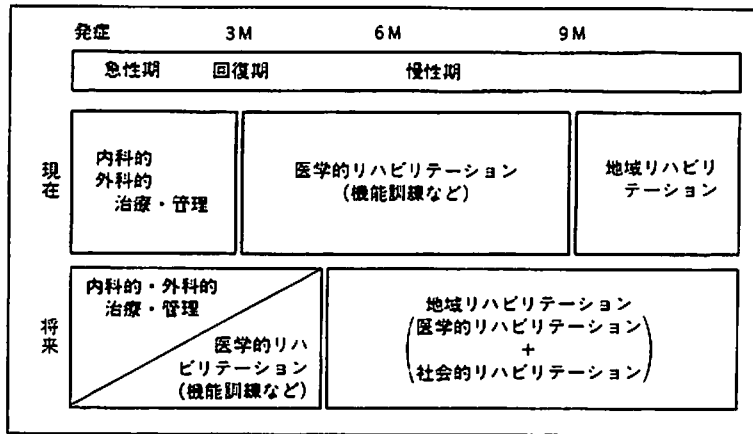 発症 3M 6M 9M
急性期 回復期 慢性期
現在
内科的
外科的
治療・管理
医学的リハビリテーション
(機能訓練など)
地域リハビリ
テーション
将来
内科的・外科的
治療・管理
医学的リハ
ビリテーション
(機能訓練など)
地域リハビリテーション
(医学的リハビリテーション
+
社会的リハビリテーション)